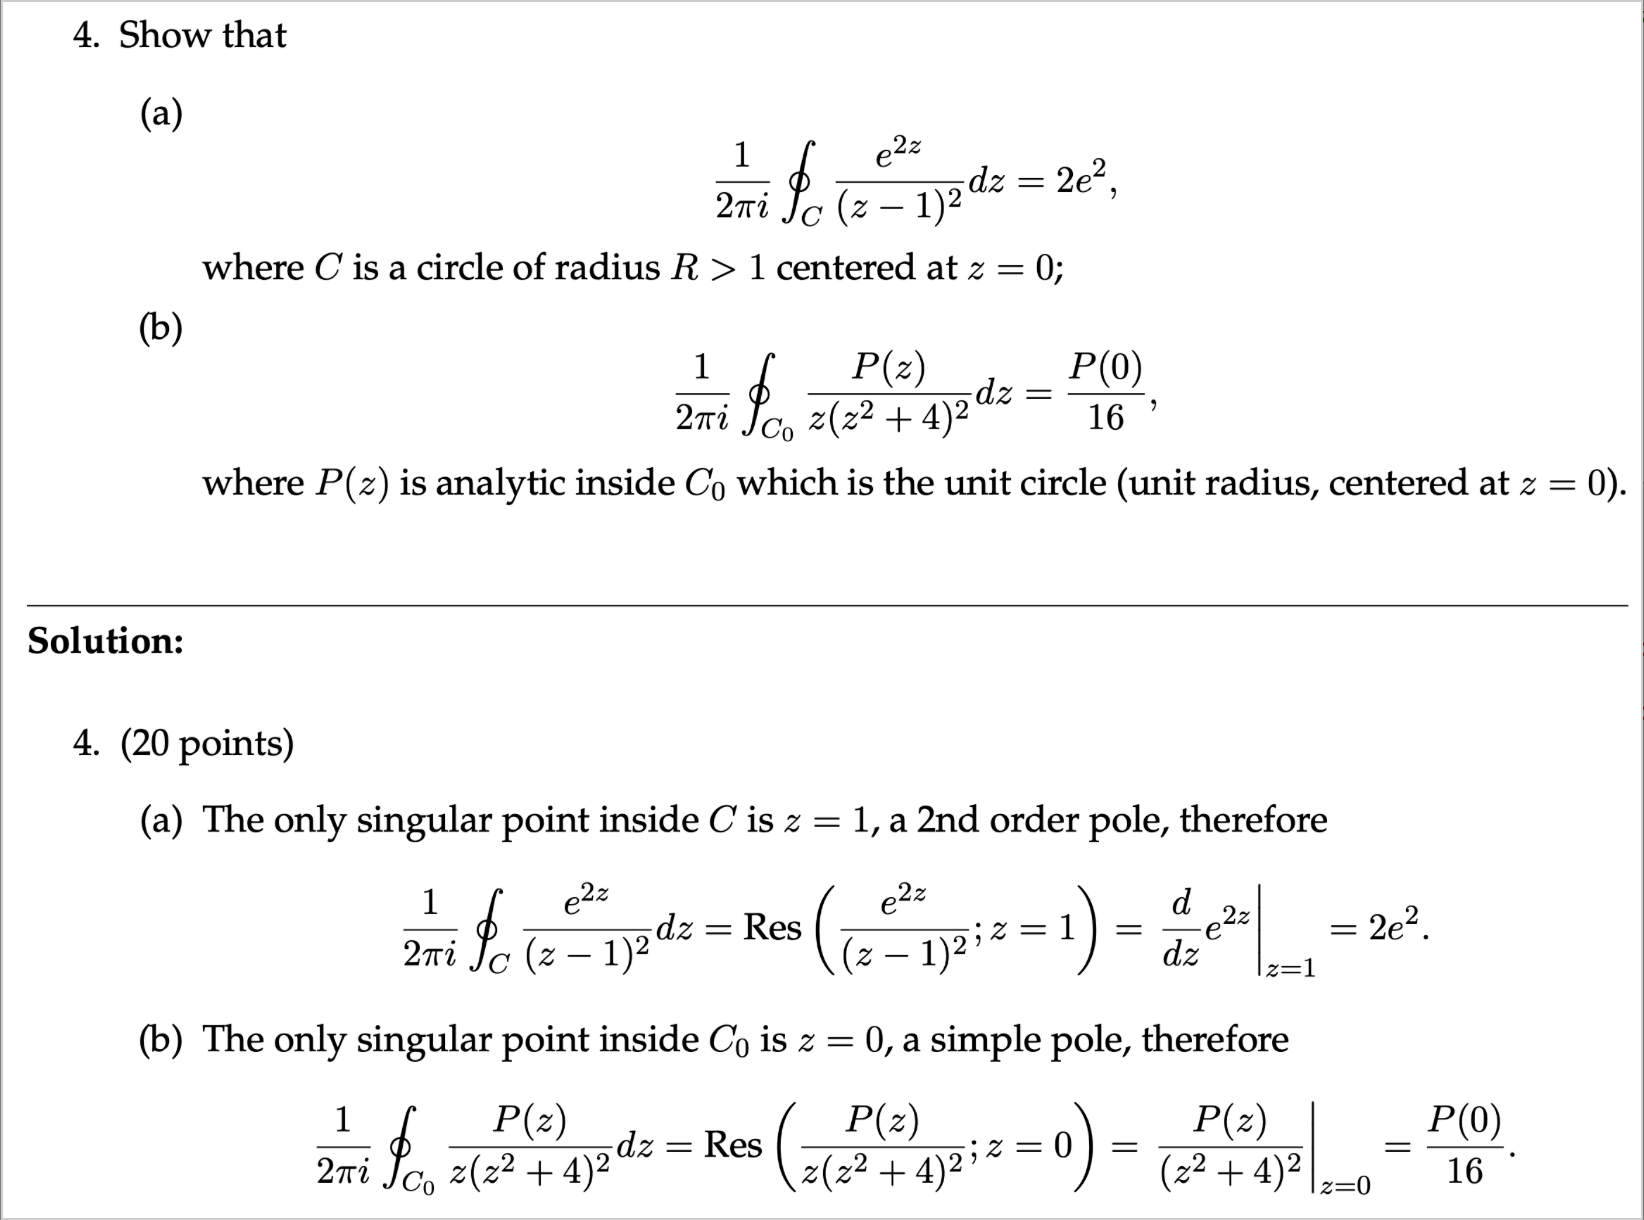 4. Show that
(a)
\frac{1}{2\pi i} \oint_C \frac{e^{2z}}{(z-1)^2} dz = 2e^2,
where C is a circle of radius R > 1 centered at z = 0;
(b)
\frac{1}{2\pi i} \oint_{C_0} \frac{P(z)}{z(z^2+4)^2} dz = \frac{P(0)}{16},
where P(z) is analytic inside C_0 which is the unit circle (unit radius, centered at z = 0).
Solution:
4. (20 points)
(a) The only singular point inside C is z = 1, a 2nd order pole, therefore
\frac{1}{2\pi i} \oint_C \frac{e^{2z}}{(z-1)^2} dz = Res \left( \frac{e^{2z}}{(z-1)^2}; z = 1 \right) = \frac{d}{dz} e^{2z} \Big|_{z=1} = 2e^2.
(b) The only singular point inside C_0 is z = 0, a simple pole, therefore
\frac{1}{2\pi i} \oint_{C_0} \frac{P(z)}{z(z^2+4)^2} dz = Res \left( \frac{P(z)}{z(z^2+4)^2}; z = 0 \right) = \frac{P(z)}{(z^2+4)^2} \Big|_{z=0} = \frac{P(0)}{16}.